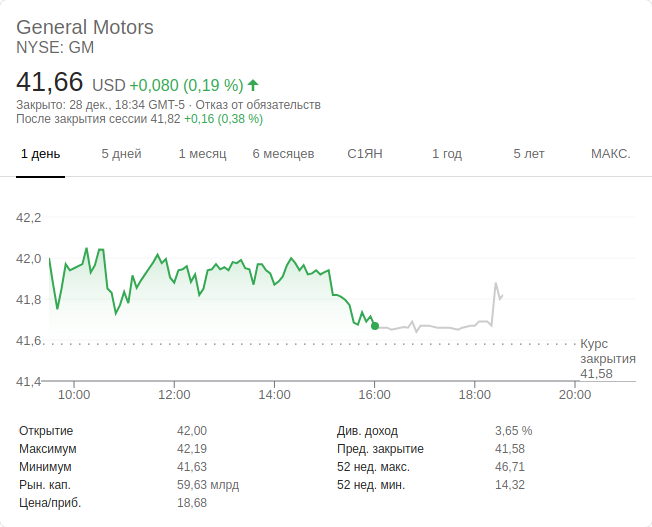 General Motors
NYSE: GM
41,66 USD +0,080 (0,19 %)
Закрыто: 28 дек., 18:34 GMT-5 · Отказ от обязательств
После закрытия сессии 41,82 +0,16 (0,38 %)
1 день 5 дней 1 месяц 6 месяцев С1ЯН 1 год 5 лет МАКС.
42,2
42,0
41,8
41,6
Курс
закрытия
41,58
41,4
10:00 12:00 14:00 16:00 18:00 20:00
Открытие 42,00 Див. доход 3,65 %
Максимум 42,19 Пред. закрытие 41,58
Минимум 41,63 52 нед. макс. 46,71
Рын. кап. 59,63 млрд 52 нед. мин. 14,32
Цена/приб. 18,68